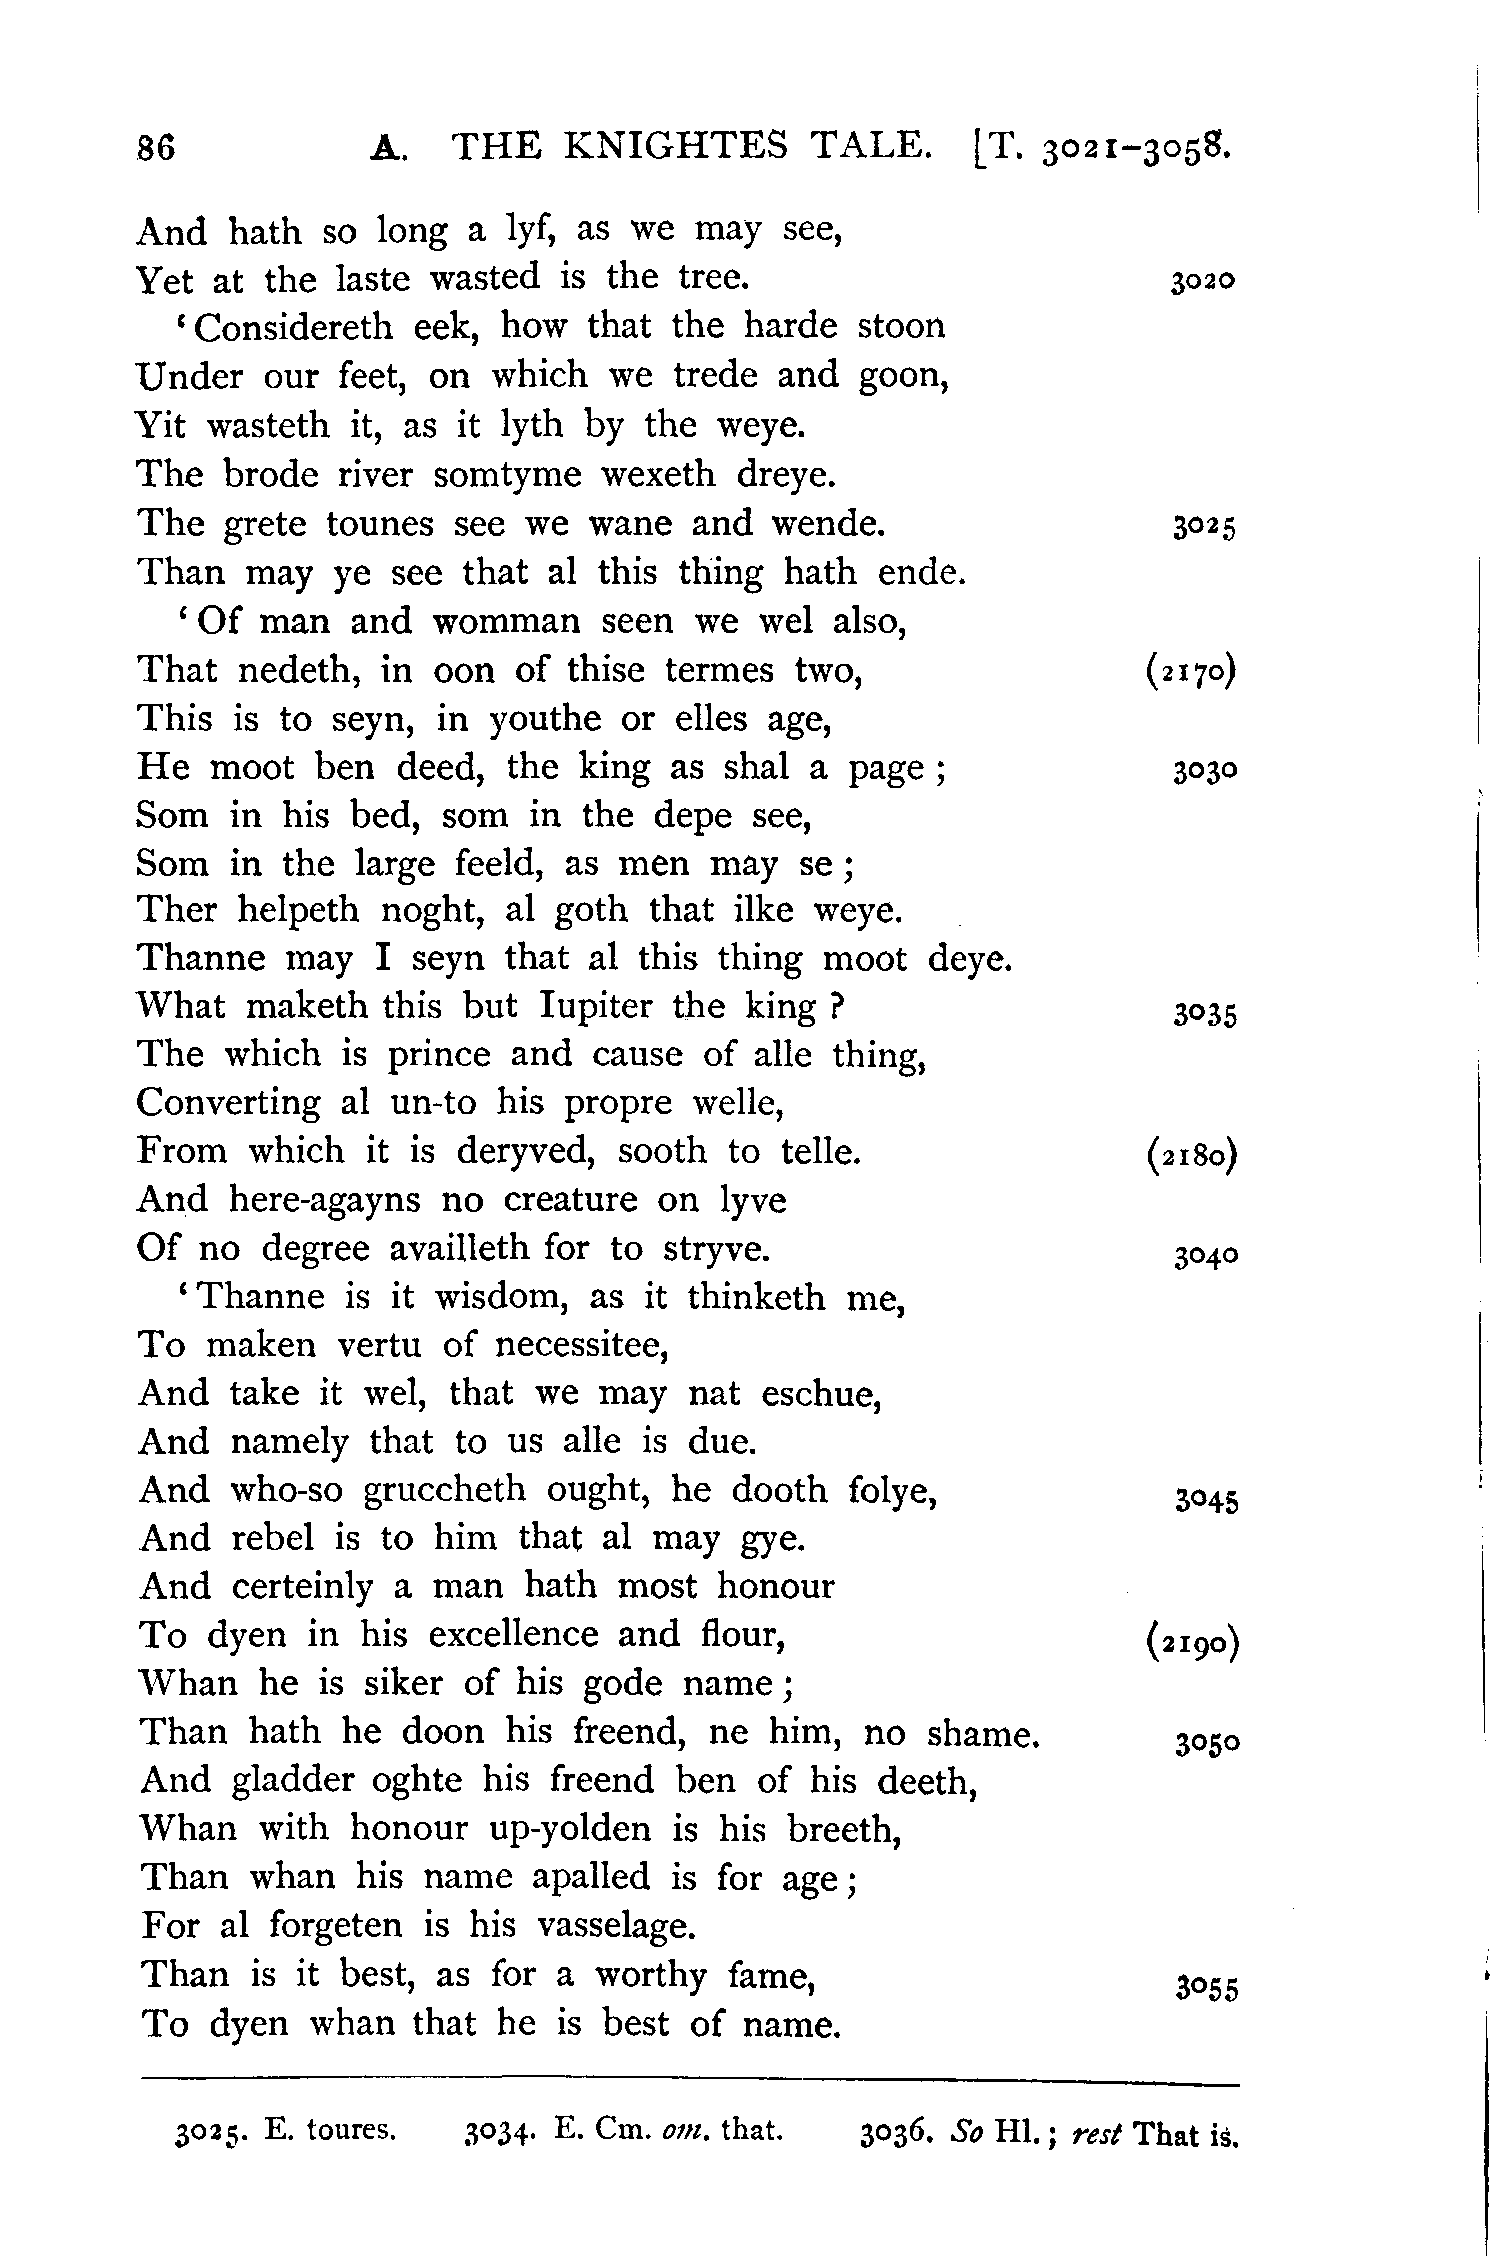 86 A. THE KNIGHTES TALE. [T. 3021–3058.
And hath so long a lyf, as we may see,
Yet at the laste wasted is the tree. 3020
‘Considereth eek, how that the harde stoon
Under our feet, on which we trede and goon,
Yit wasteth it, as it lyth by the weye.
The brode river somtyme wexeth dreye.
The grete tounes see we wane and wende. 3025
Than may ye see that al this thing hath ende.
‘Of man and womman seen we wel also,
That nedeth, in oon of thise termes two, (2170)
This is to seyn, in youthe or elles age,
He moot ben deed, the king as shal a page ; 3030
Som in his bed, som in the depe see,
Som in the large feeld, as men may se ;
Ther helpeth noght, al goth that ilke weye.
Thanne may I seyn that al this thing moot deye.
What maketh this but Iupiter the king ? 3035
The which is prince and cause of alle thing,
Converting al un-to his propre welle,
From which it is deryved, sooth to telle. (2180)
And here-agayns no creature on lyve
Of no degree availleth for to stryve. 3040
‘Thanne is it wisdom, as it thinketh me,
To maken vertu of necessitee,
And take it wel, that we may nat eschue,
And namely that to us alle is due.
And who-so gruccheth ought, he dooth folye, 3045
And rebel is to him that al may gye.
And certeinly a man hath most honour
To dyen in his excellence and flour, (2190)
Whan he is siker of his gode name ;
Than hath he doon his freend, ne him, no shame. 3050
And gladder oghte his freend ben of his deeth,
Whan with honour up-yolden is his breeth,
Than whan his name apalled is for age ;
For al forgeten is his vasselage.
Than is it best, as for a worthy fame, 3055
To dyen whan that he is best of name.
3025. E. toures. 3034. E. Cm. om. that. 3036. So Hl. ; rest That is.